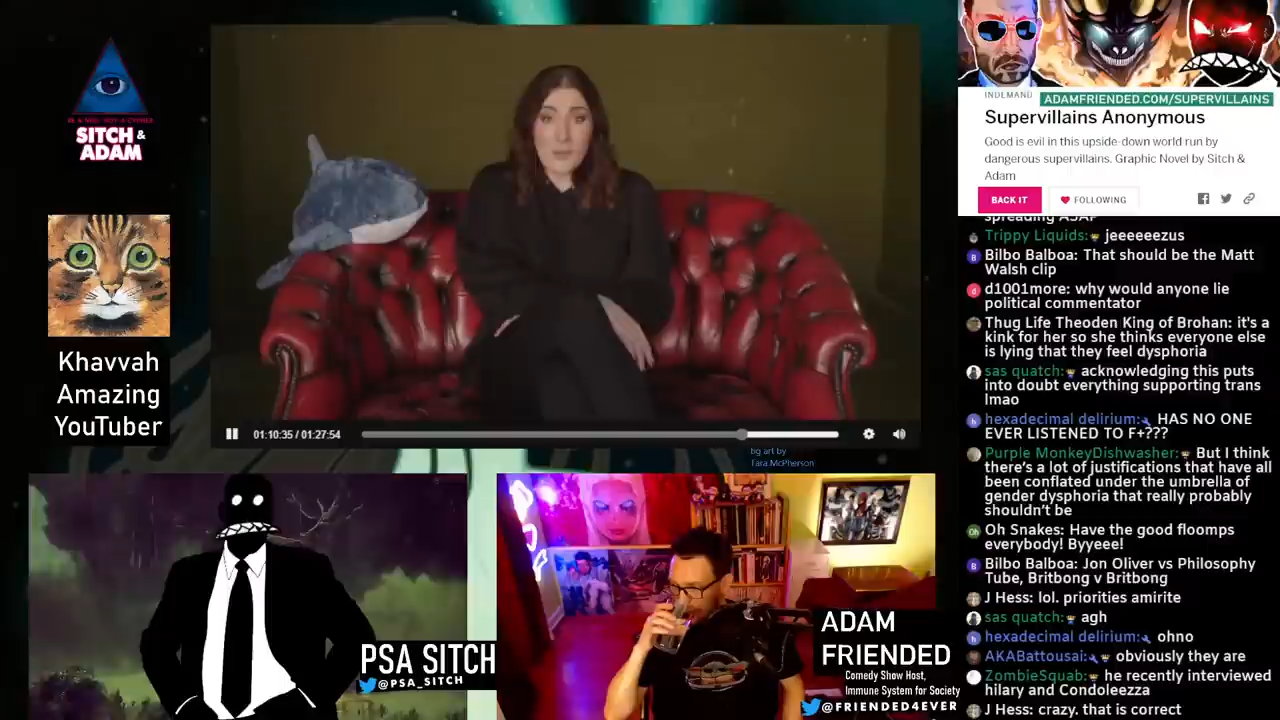 BE A NEO, NOT A CYPHER
SITCH &
ADAM
Khavvah
Amazing
YouTuber
01:10:35 / 01:27:54
bg art by
Tara McPherson
PSA SITCH
@PSA_SITCH
ADAM
FRIENDED
Comedy Show Host,
Immune System for Society
@FRIENDED4EVER
INDEMAND
ADAMFRIENDED.COM/SUPERVILLAINS
Supervillains Anonymous
Good is evil in this upside-down world run by
dangerous supervillains. Graphic Novel by Sitch &
Adam
BACK IT
FOLLOWING
spreading ASAP
Trippy Liquids: jeeeeeezus
Bilbo Balboa: That should be the Matt
Walsh clip
d1001more: why would anyone lie
political commentator
Thug Life Theoden King of Brohan: it's a
kink for her so she thinks everyone else
is lying that they feel dysphoria
sas quatch: acknowledging this puts
into doubt everything supporting trans
lmao
hexadecimal delirium: HAS NO ONE
EVER LISTENED TO F+???
Purple MonkeyDishwasher: But I think
there's a lot of justifications that have all
been conflated under the umbrella of
gender dysphoria that really probably
shouldn't be
Oh Snakes: Have the good floomps
everybody! Byyeee!
Bilbo Balboa: Jon Oliver vs Philosophy
Tube, Britbong v Britbong
J Hess: lol. priorities amirite
sas quatch: agh
hexadecimal delirium: ohno
AKABattousai: obviously they are
ZombieSquab: he recently interviewed
hilary and Condoleezza
J Hess: crazy. that is correct